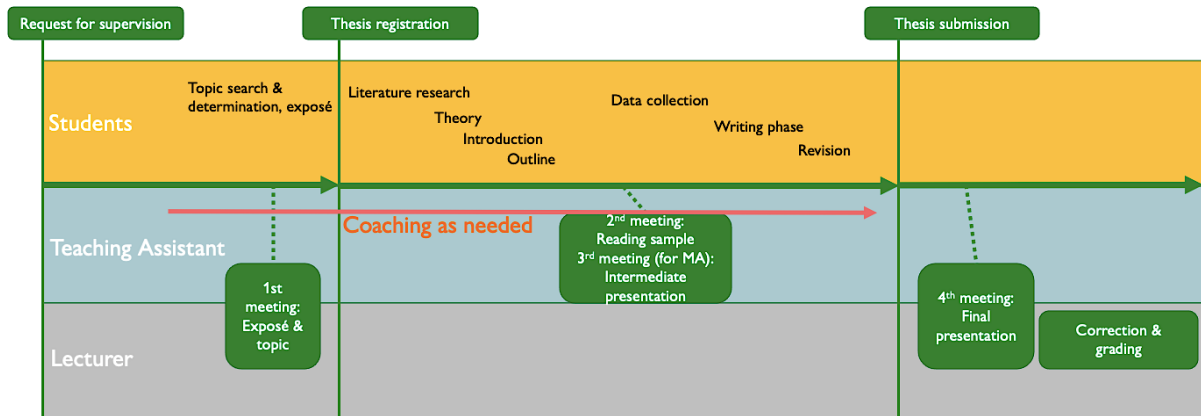 Request for supervision
Thesis registration
Thesis submission
Students
Topic search &
determination, exposé
Literature research
Theory
Introduction
Outline
Data collection
Writing phase
Revision
Teaching Assistant
Coaching as needed
1st
meeting:
Exposé &
topic
2nd meeting:
Reading sample
3rd meeting (for MA):
Intermediate
presentation
4th meeting:
Final
presentation
Correction &
grading
Lecturer